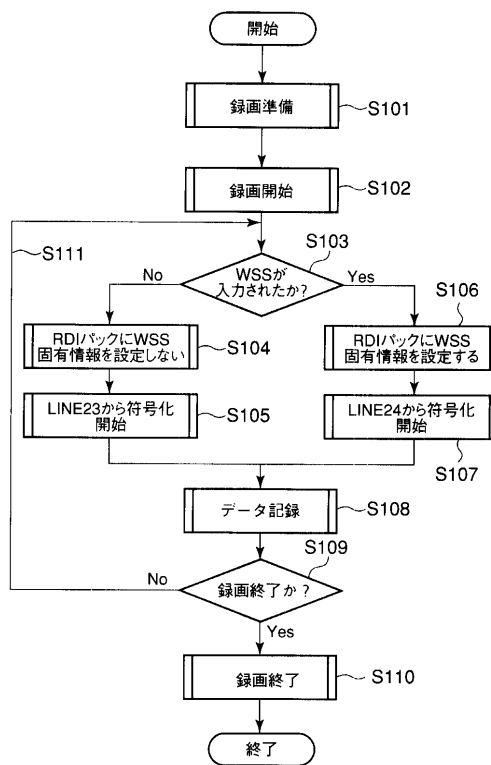 開始
録画準備
S101
録画開始
S102
S111
S103
No
WSSが
入力されたか?
Yes
S106
RDIパックにWSS
固有情報を設定しない
S104
RDIパックにWSS
固有情報を設定する
LINE23から符号化
開始
S105
LINE24から符号化
開始
S107
データ記録
S108
S109
No
録画終了か?
Yes
録画終了
S110
終了